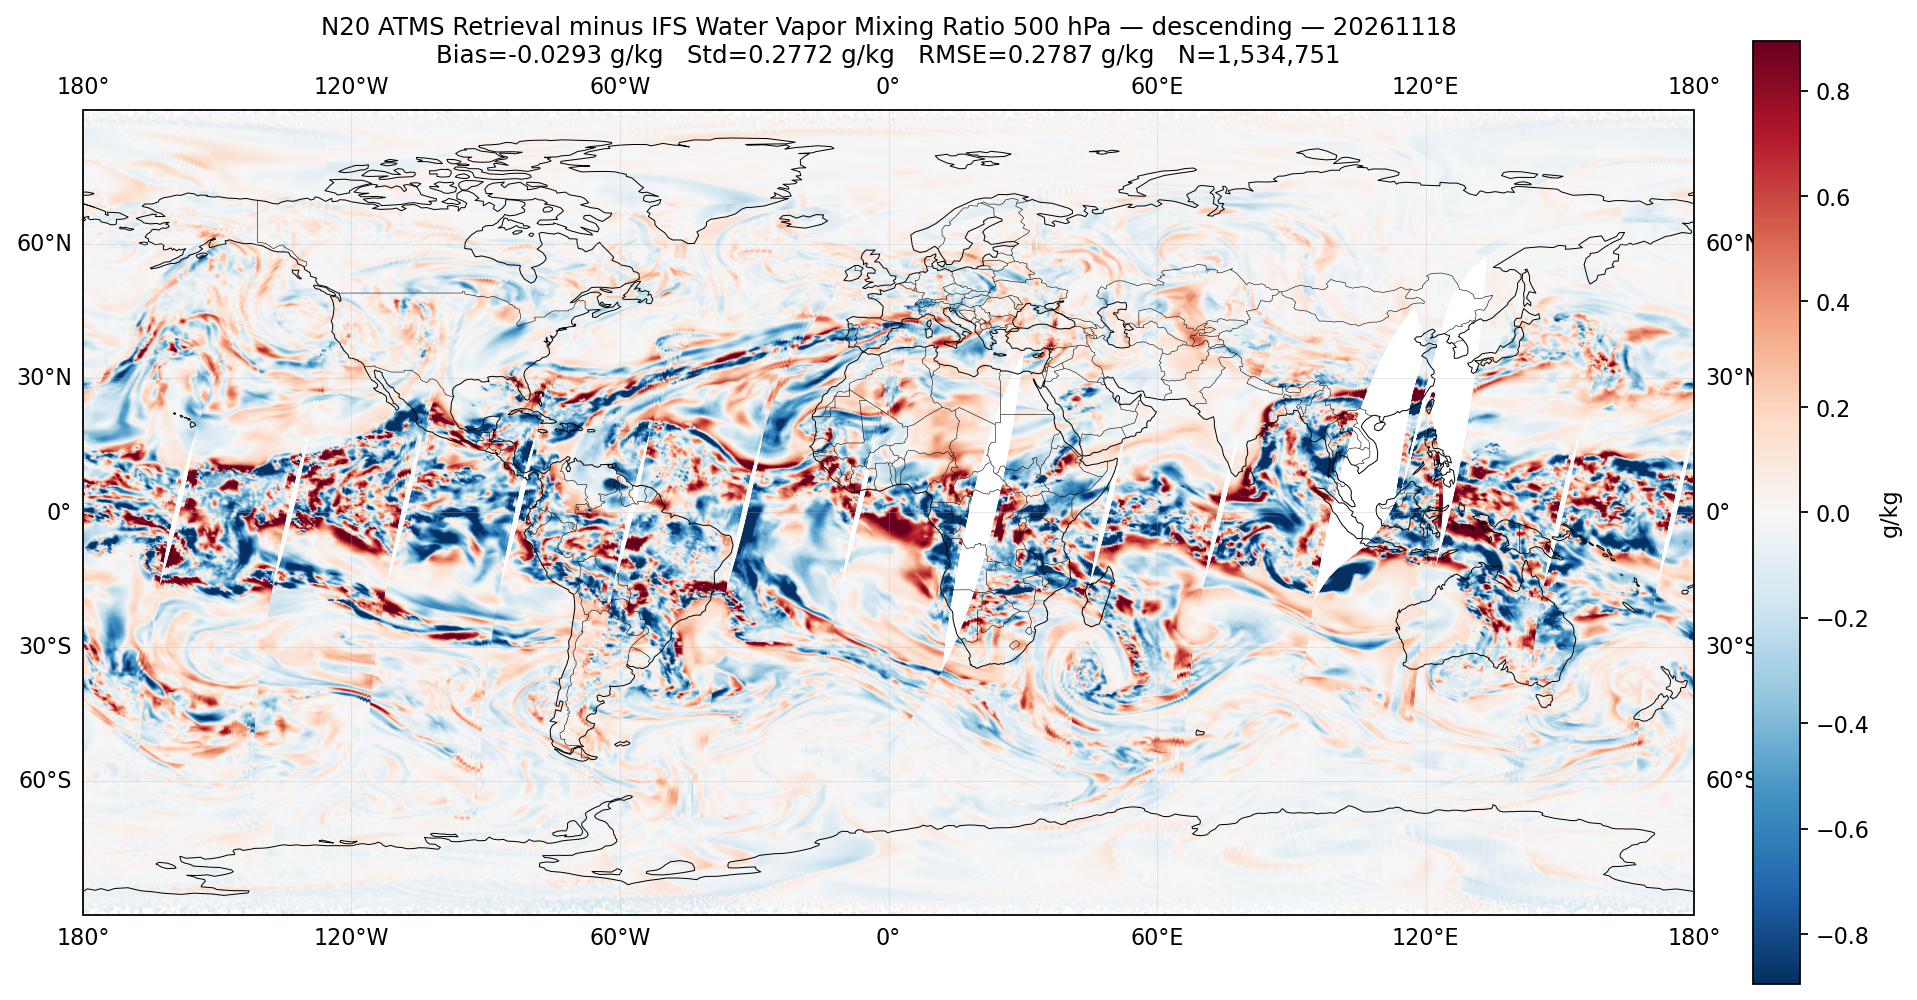 N20 ATMS Retrieval minus IFS Water Vapor Mixing Ratio 500 hPa — descending — 20261118
Bias=-0.0293 g/kg Std=0.2772 g/kg RMSE=0.2787 g/kg N=1,534,751
180° 120°W 60°W 0° 60°E 120°E 180°
60°N 60°N
30°N 30°N
0° 0°
30°S 30°S
60°S 60°S
180° 120°W 60°W 0° 60°E 120°E 180°
0.8
0.6
0.4
0.2
0.0
−0.2
−0.4
−0.6
−0.8
g/kg